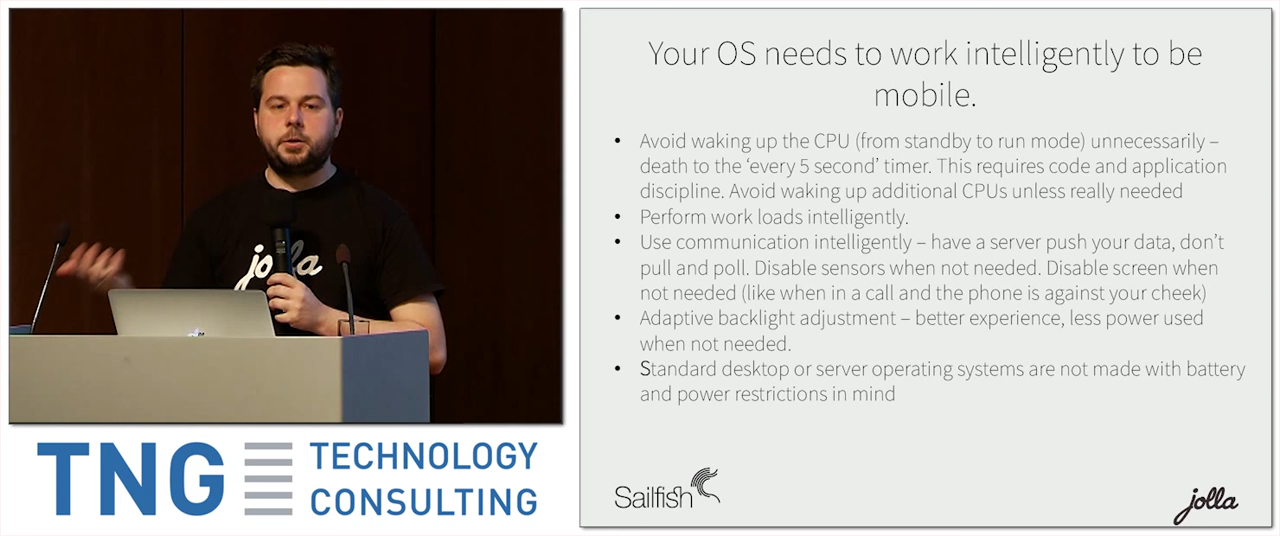 jolla
TNG TECHNOLOGY
CONSULTING
Your OS needs to work intelligently to be
mobile.
• Avoid waking up the CPU (from standby to run mode) unnecessarily –
death to the ‘every 5 second’ timer. This requires code and application
discipline. Avoid waking up additional CPUs unless really needed
• Perform work loads intelligently.
• Use communication intelligently – have a server push your data, don’t
pull and poll. Disable sensors when not needed. Disable screen when
not needed (like when in a call and the phone is against your cheek)
• Adaptive backlight adjustment – better experience, less power used
when not needed.
• Standard desktop or server operating systems are not made with battery
and power restrictions in mind
Sailfish
jolla